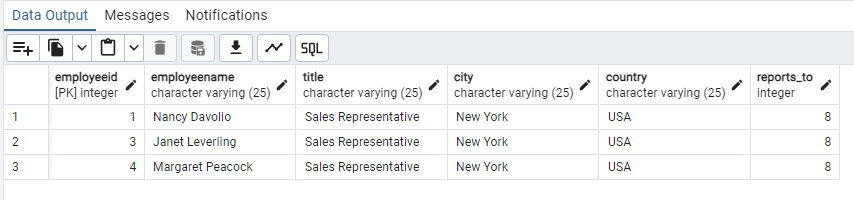 Data Output Messages Notifications
SQL
employeeid employeename title city country reports_to
[PK] integer character varying (25) character varying (25) character varying (25) character varying (25) integer
1 1 Nancy Davolio Sales Representative New York USA 8
2 3 Janet Leverling Sales Representative New York USA 8
3 4 Margaret Peacock Sales Representative New York USA 8